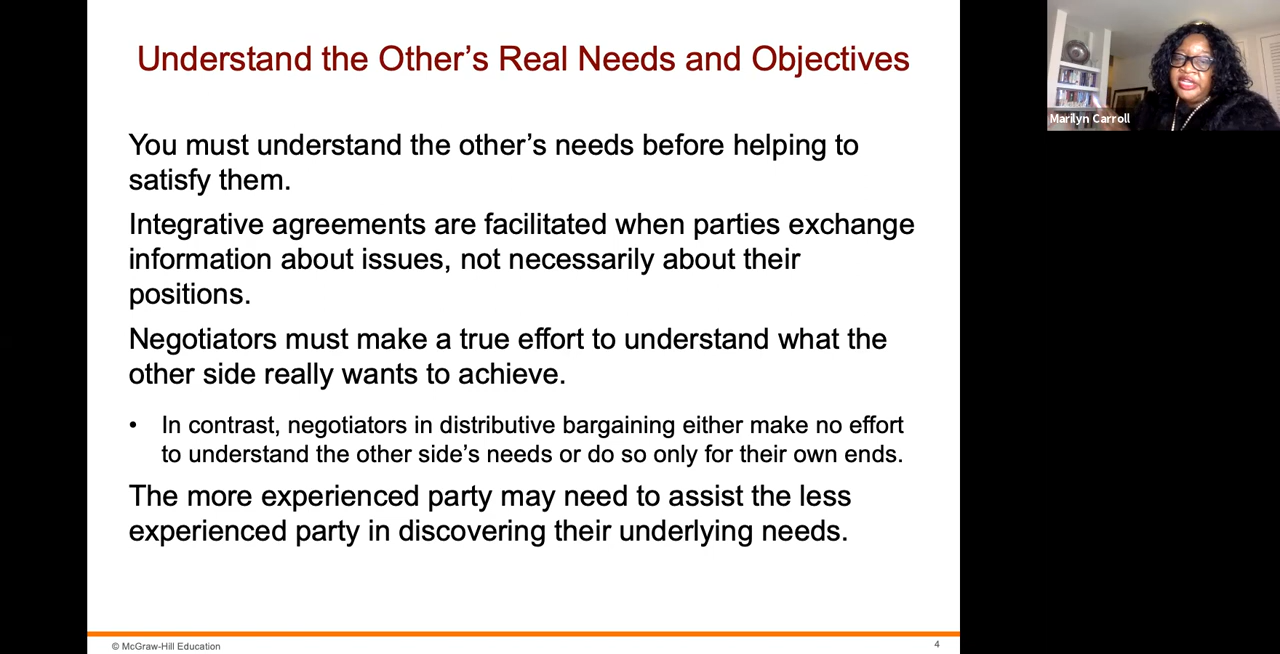 Understand the Other's Real Needs and Objectives
You must understand the other's needs before helping to
satisfy them.
Integrative agreements are facilitated when parties exchange
information about issues, not necessarily about their
positions.
Negotiators must make a true effort to understand what the
other side really wants to achieve.
• In contrast, negotiators in distributive bargaining either make no effort
to understand the other side's needs or do so only for their own ends.
The more experienced party may need to assist the less
experienced party in discovering their underlying needs.
© McGraw-Hill Education
4
Marilyn Carroll